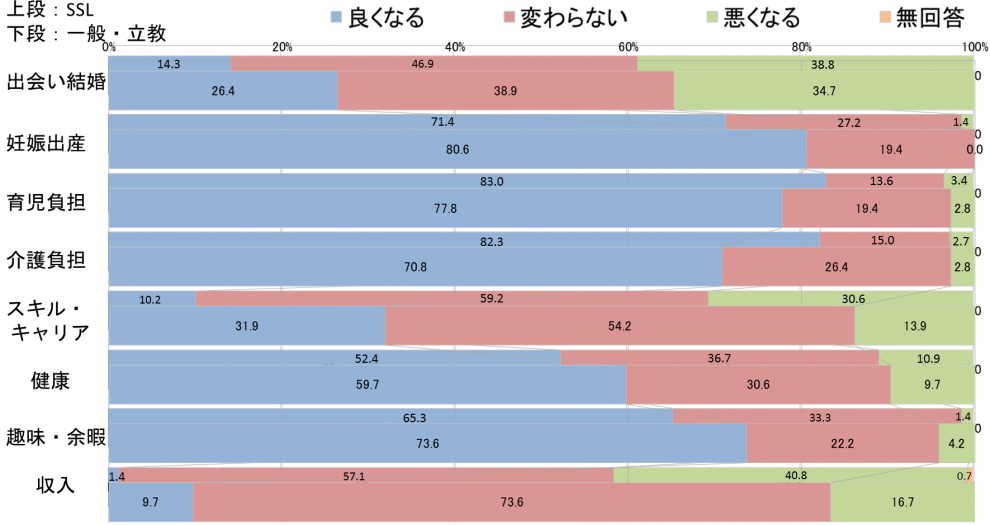 上段：SSL
下段：一般・立教
良くなる 変わらない 悪くなる 無回答
0% 20% 40% 60% 80% 100%
14.3 46.9 38.8 0
出会い結婚
26.4 38.9 34.7
71.4 27.2 1.4 0
妊娠出産
80.6 19.4 0.0
83.0 13.6 3.4 0
育児負担
77.8 19.4 2.8
82.3 15.0 2.7 0
介護負担
70.8 26.4 2.8
10.2 59.2 30.6 0
スキル・
キャリア
31.9 54.2 13.9
52.4 36.7 10.9 0
健康
59.7 30.6 9.7
65.3 33.3 1.4 0
趣味・余暇
73.6 22.2 4.2
1.4 57.1 40.8 0.7
収入
9.7 73.6 16.7